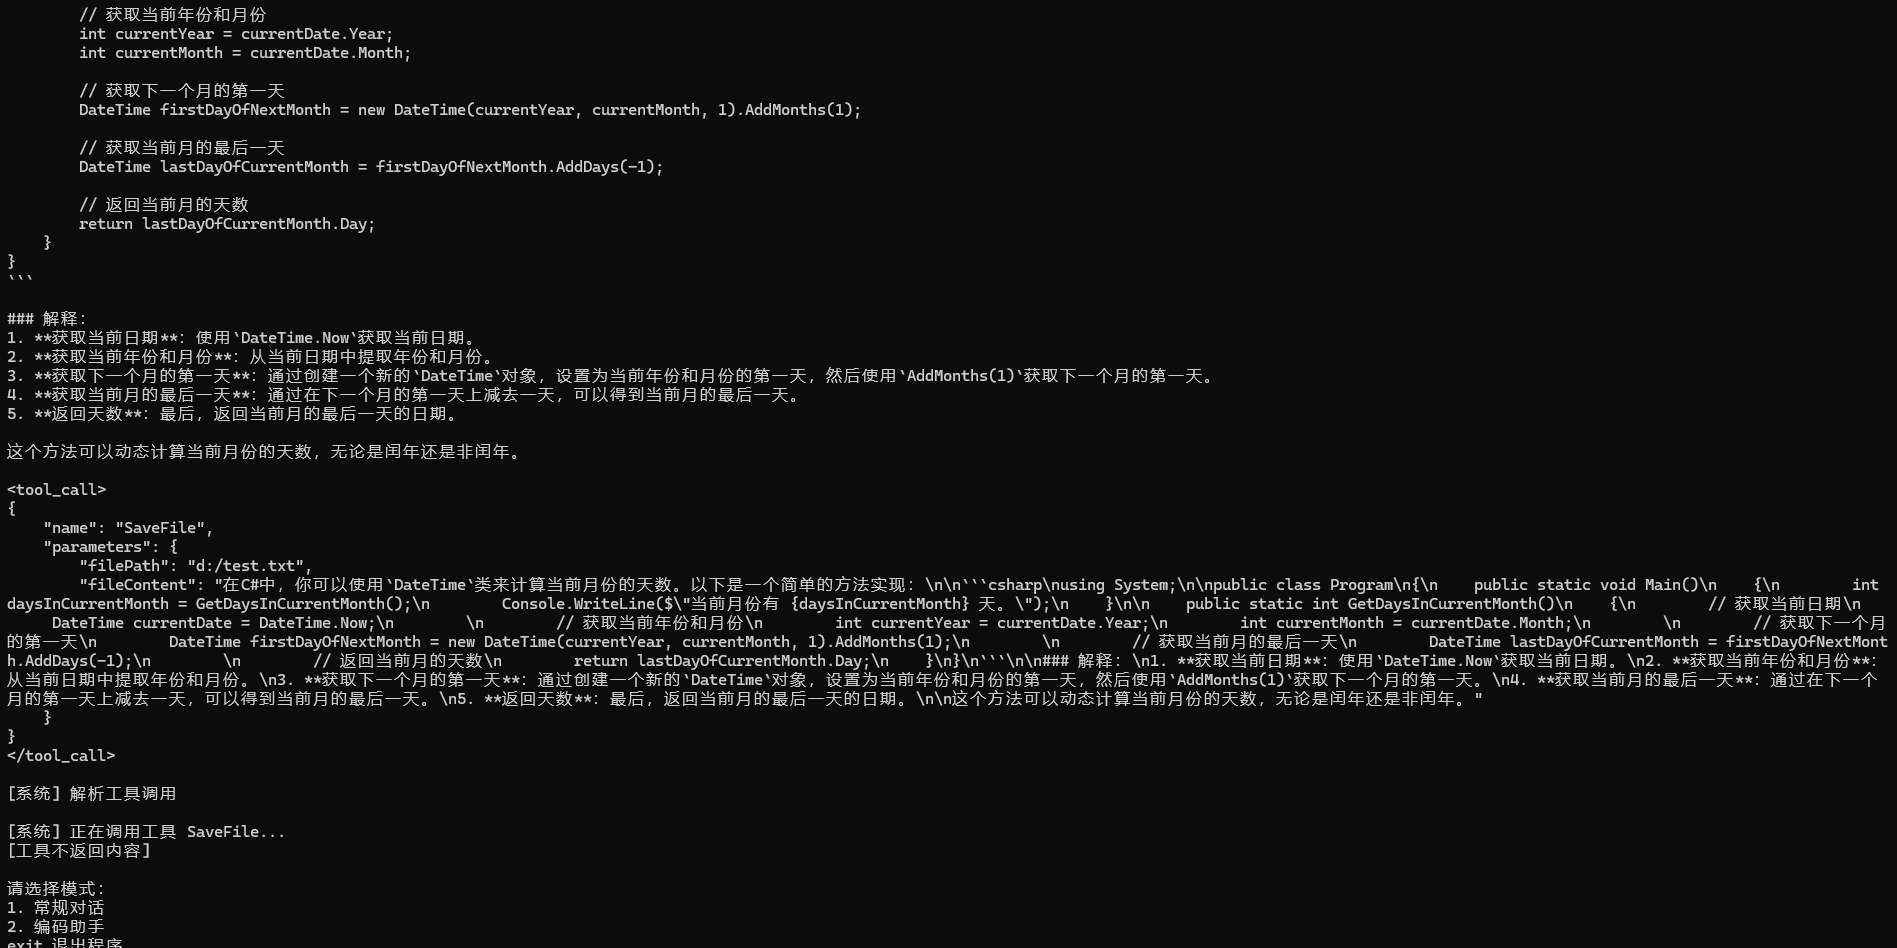 // 获取当前年份和月份
int currentYear = currentDate.Year;
int currentMonth = currentDate.Month;
// 获取下一个月的第一天
DateTime firstDayOfNextMonth = new DateTime(currentYear, currentMonth, 1).AddMonths(1);
// 获取当前月的最后一天
DateTime lastDayOfCurrentMonth = firstDayOfNextMonth.AddDays(-1);
// 返回当前月的天数
return lastDayOfCurrentMonth.Day;
}
}
```
### 解释：
1. **获取当前日期**：使用`DateTime.Now`获取当前日期。
2. **获取当前年份和月份**：从当前日期中提取年份和月份。
3. **获取下一个月的第一天**：通过创建一个新的`DateTime`对象，设置为当前年份和月份的第一天，然后使用`AddMonths(1)`获取下一个月的第一天。
4. **获取当前月的最后一天**：通过在下一个月的第一天上减去一天，可以得到当前月的最后一天。
5. **返回天数**：最后，返回当前月的最后一天的日期。
这个方法可以动态计算当前月份的天数，无论是闰年还是非闰年。
<tool_call>
{
"name": "SaveFile",
"parameters": {
"filePath": "d:/test.txt",
"fileContent": "在C#中，你可以使用`DateTime`类来计算当前月份的天数。以下是一个简单的方法实现：\n\n```csharp\nusing System;\n\npublic class Program\n{\n    public static void Main()\n    {\n        int
daysInCurrentMonth = GetDaysInCurrentMonth();\n        Console.WriteLine($\"当前月份有 {daysInCurrentMonth} 天。\");\n    }\n\n    public static int GetDaysInCurrentMonth()\n    {\n        // 获取当前日期\n
DateTime currentDate = DateTime.Now;\n        \n        // 获取当前年份和月份\n        int currentYear = currentDate.Year;\n        int currentMonth = currentDate.Month;\n        \n        // 获取下一个月
的第一天\n        DateTime firstDayOfNextMonth = new DateTime(currentYear, currentMonth, 1).AddMonths(1);\n        \n        // 获取当前月的最后一天\n        DateTime lastDayOfCurrentMonth = firstDayOfNextMont
h.AddDays(-1);\n        \n        // 返回当前月的天数\n        return lastDayOfCurrentMonth.Day;\n    }\n}\n```\n\n### 解释：\n1. **获取当前日期**：使用`DateTime.Now`获取当前日期。\n2. **获取当前年份和月份**：
从当前日期中提取年份和月份。\n3. **获取下一个月的第一天**：通过创建一个新的`DateTime`对象，设置为当前年份和月份的第一天，然后使用`AddMonths(1)`获取下一个月的第一天。\n4. **获取当前月的最后一天**：通过在下一个
月的第一天上减去一天，可以得到当前月的最后一天。\n5. **返回天数**：最后，返回当前月的最后一天的日期。\n\n这个方法可以动态计算当前月份的天数，无论是闰年还是非闰年。"
}
}
</tool_call>
[系统] 解析工具调用
[系统] 正在调用工具 SaveFile...
[工具不返回内容]
请选择模式：
1. 常规对话
2. 编码助手
exit 退出程序